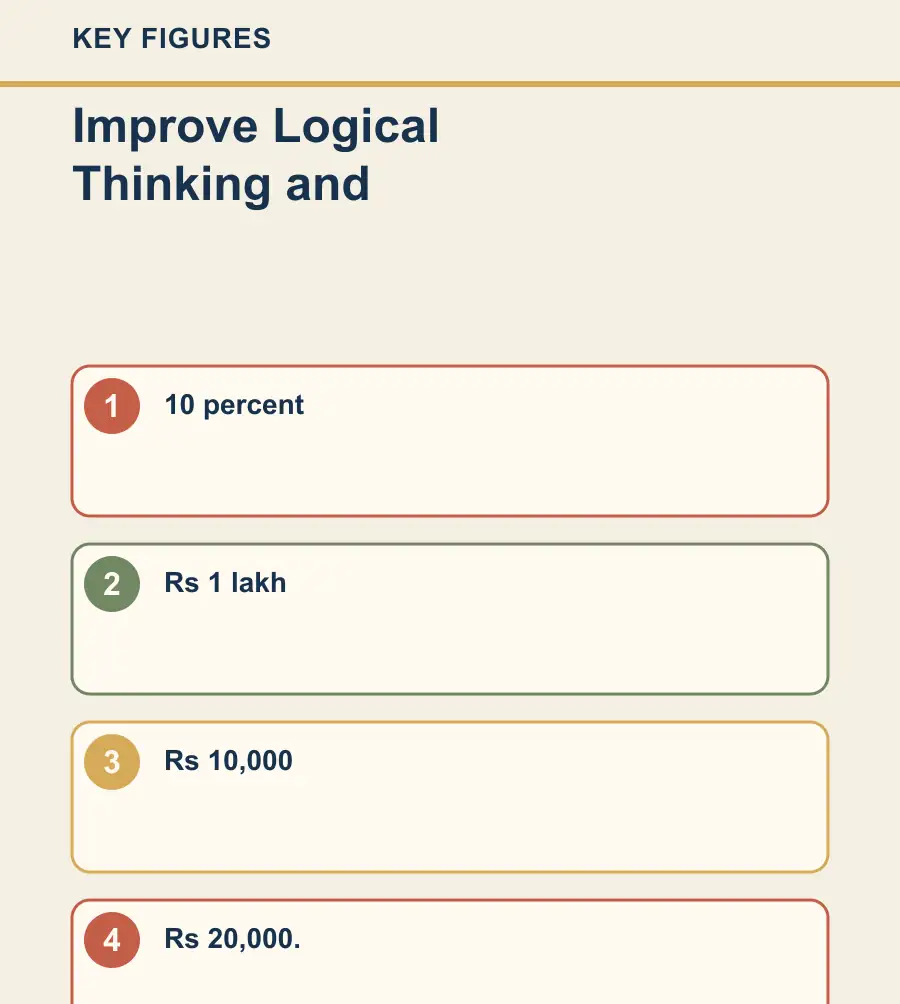 KEY FIGURES
Improve Logical
Thinking and
1 10 percent
2 Rs 1 lakh
3 Rs 10,000
4 Rs 20,000.